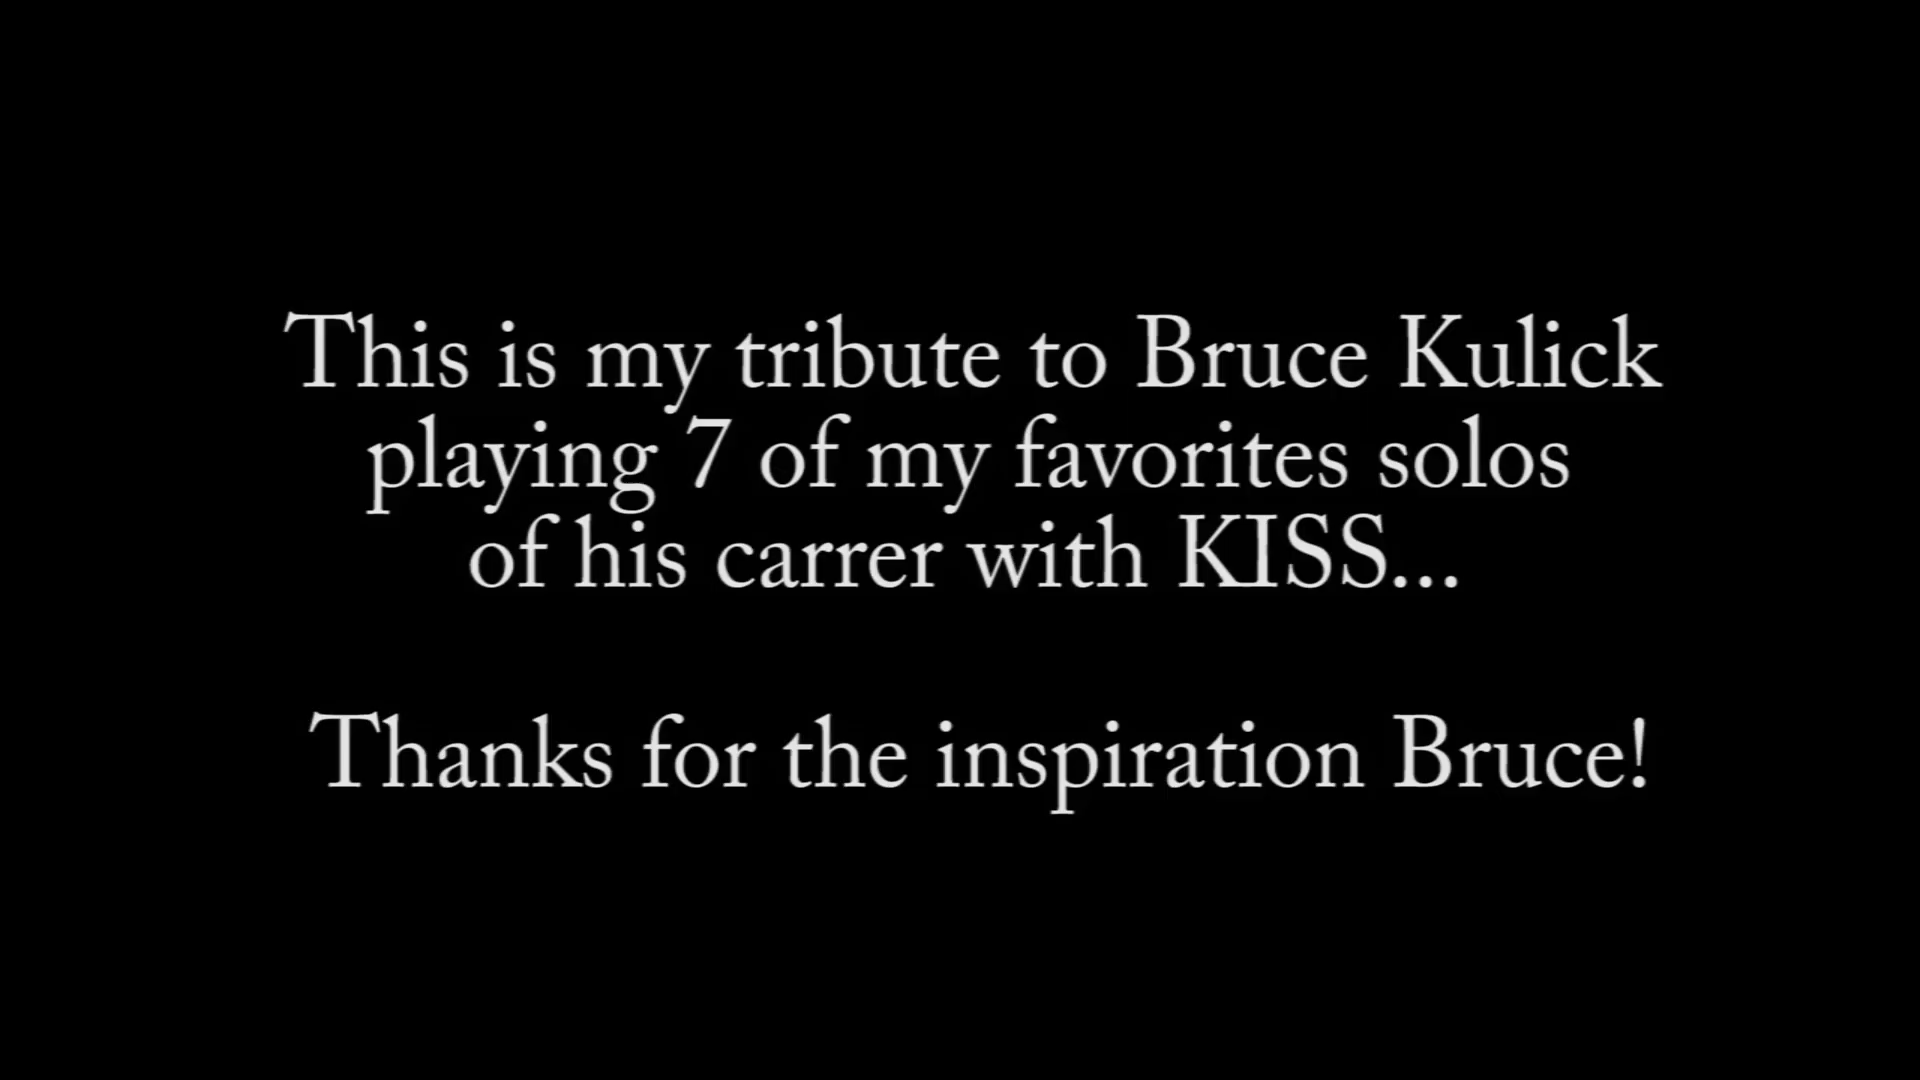 This is my tribute to Bruce Kulick
playing 7 of my favorites solos
of his carrer with KISS...
Thanks for the inspiration Bruce!